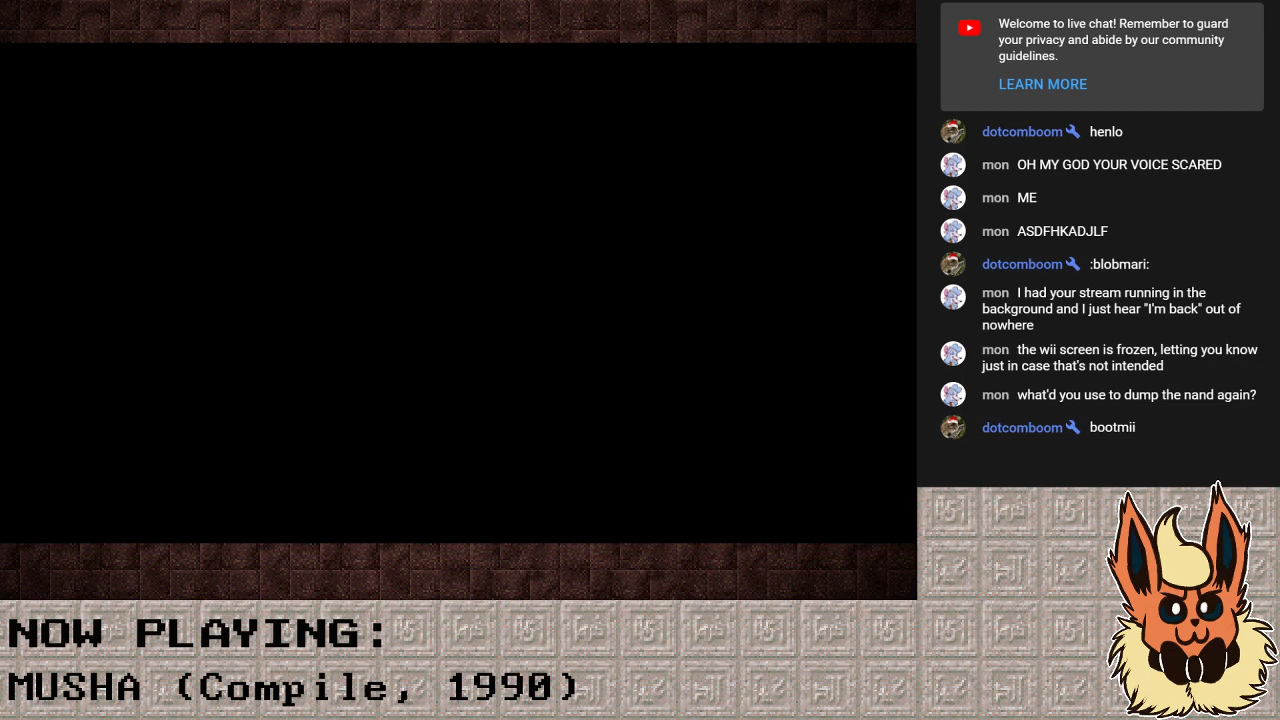 Welcome to live chat! Remember to guard
your privacy and abide by our community
guidelines.
LEARN MORE
dotcomboom henlo
mon OH MY GOD YOUR VOICE SCARED
mon ME
mon ASDFHKADJLF
dotcomboom :blobmari:
mon I had your stream running in the
background and I just hear "I'm back" out of
nowhere
mon the wii screen is frozen, letting you know
just in case that's not intended
mon what'd you use to dump the nand again?
dotcomboom bootmii
NOW PLAYING:
MUSHA (Compile, 1990)